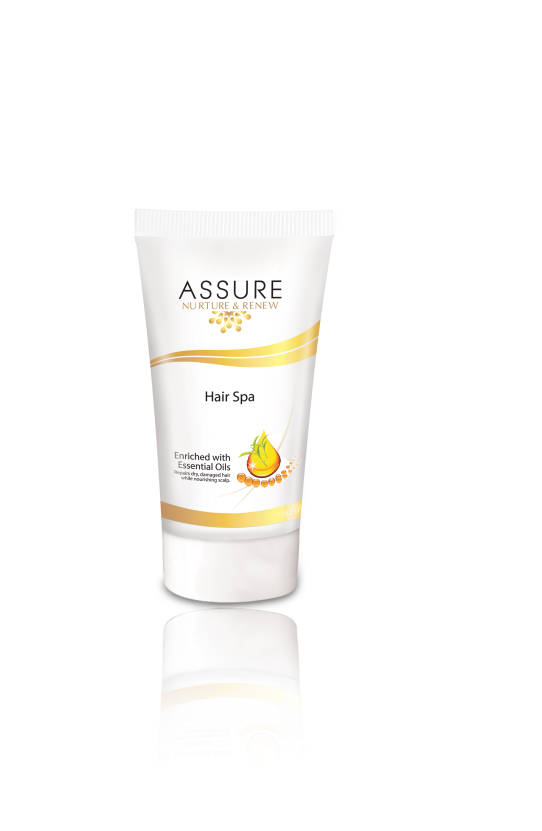 ASSURE
NURTURE & RENEW
Hair Spa
Enriched with
Essential Oils
Repairs dry, damaged hair
while nourishing scalp.